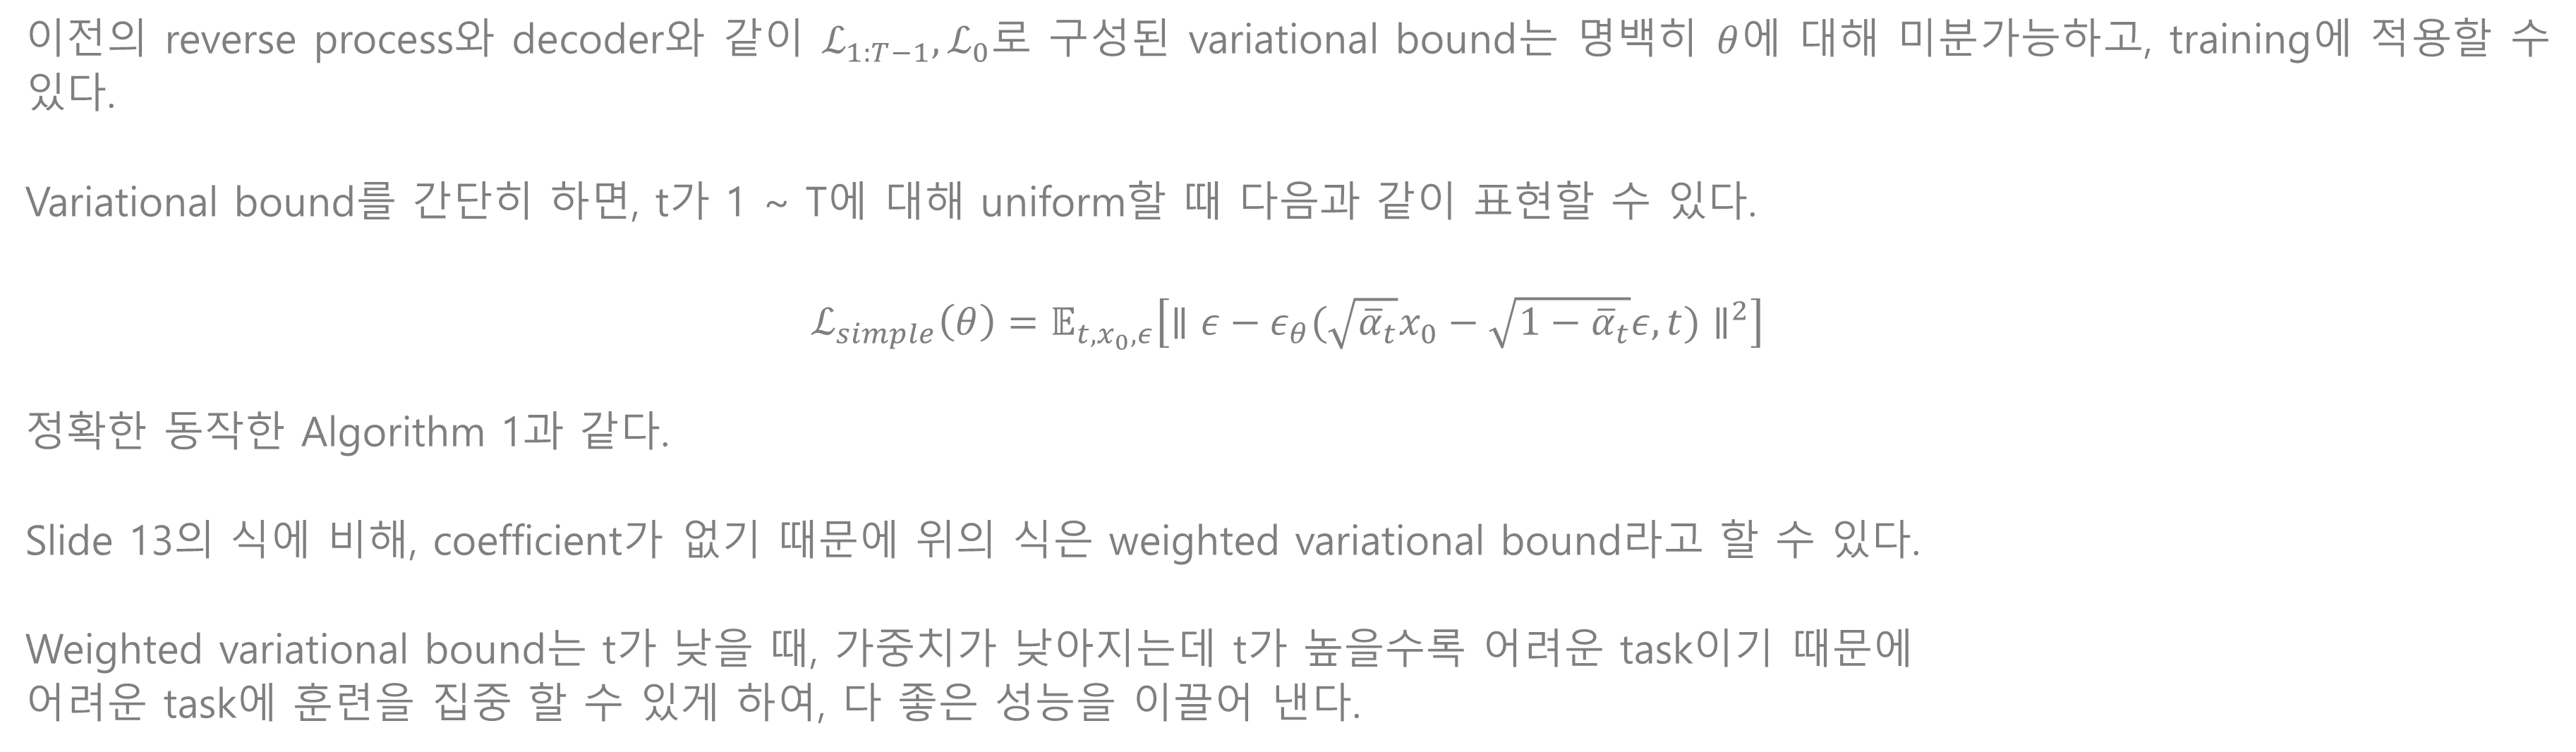 이전의 reverse process와 decoder와 같이 ℒ₁:T₋₁, ℒ₀로 구성된 variational bound는 명백히 θ에 대해 미분가능하고, training에 적용할 수
있다.
Variational bound를 간단히 하면, t가 1 ~ T에 대해 uniform할 때 다음과 같이 표현할 수 있다.
ℒ_simple(θ) = 𝔼_{t,x₀,ϵ}[‖ ϵ − ϵ_θ(√ᾱ_t x₀ − √(1 − ᾱ_t) ϵ, t) ‖²]
정확한 동작한 Algorithm 1과 같다.
Slide 13의 식에 비해, coefficient가 없기 때문에 위의 식은 weighted variational bound라고 할 수 있다.
Weighted variational bound는 t가 낮을 때, 가중치가 낮아지는데 t가 높을수록 어려운 task이기 때문에
어려운 task에 훈련을 집중 할 수 있게 하여, 다 좋은 성능을 이끌어 낸다.